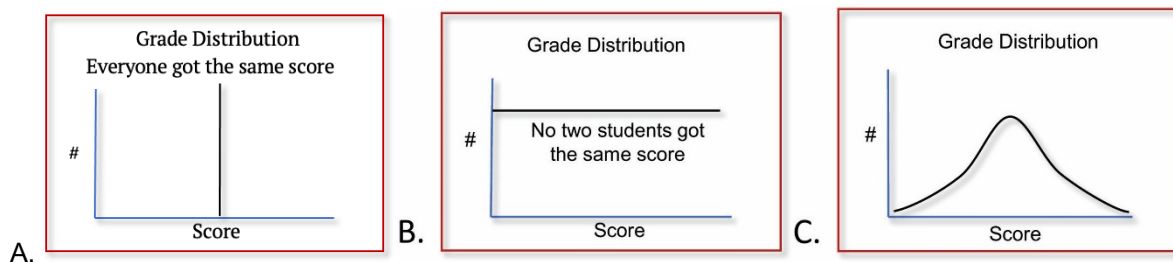 Grade Distribution
Everyone got the same score
#
Score
A.
Grade Distribution
#
No two students got
the same score
Score
B.
Grade Distribution
#
Score
C.